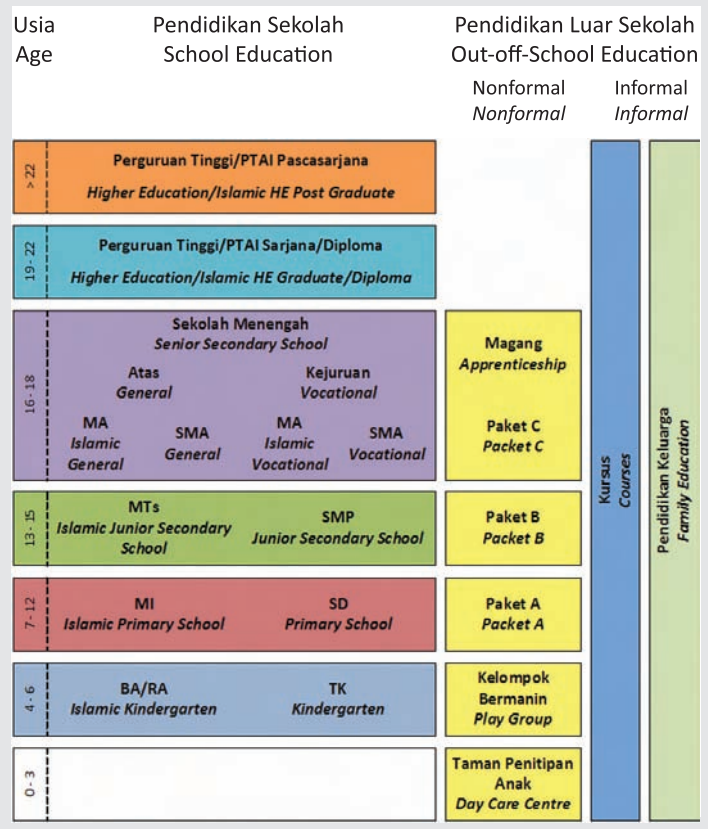 Usia
Age
Pendidikan Sekolah
School Education
Pendidikan Luar Sekolah
Out-off-School Education
Nonformal
Nonformal
Informal
Informal
> 22
Perguruan Tinggi/PTAI Pascasarjana
Higher Education/Islamic HE Post Graduate
19 - 22
Perguruan Tinggi/PTAI Sarjana/Diploma
Higher Education/Islamic HE Graduate/Diploma
16 - 18
Sekolah Menengah
Senior Secondary School
Atas
General
Kejuruan
Vocational
MA
Islamic
General
SMA
General
MA
Islamic
Vocational
SMA
Vocational
Magang
Apprenticeship
Paket C
Packet C
13 - 15
MTs
Islamic Junior Secondary
School
SMP
Junior Secondary School
Paket B
Packet B
7 - 12
MI
Islamic Primary School
SD
Primary School
Paket A
Packet A
4 - 6
BA/RA
Islamic Kindergarten
TK
Kindergarten
Kelompok
Bermanin
Play Group
0 - 3
Taman Penitipan
Anak
Day Care Centre
Kursus
Courses
Pendidikan Keluarga
Family Education